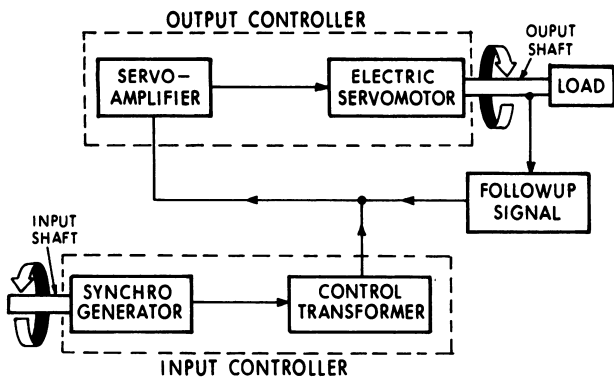 OUTPUT CONTROLLER
SERVO-
AMPLIFIER
ELECTRIC
SERVOMOTOR
OUPUT
SHAFT
LOAD
FOLLOWUP
SIGNAL
INPUT
SHAFT
SYNCHRO
GENERATOR
CONTROL
TRANSFORMER
INPUT CONTROLLER